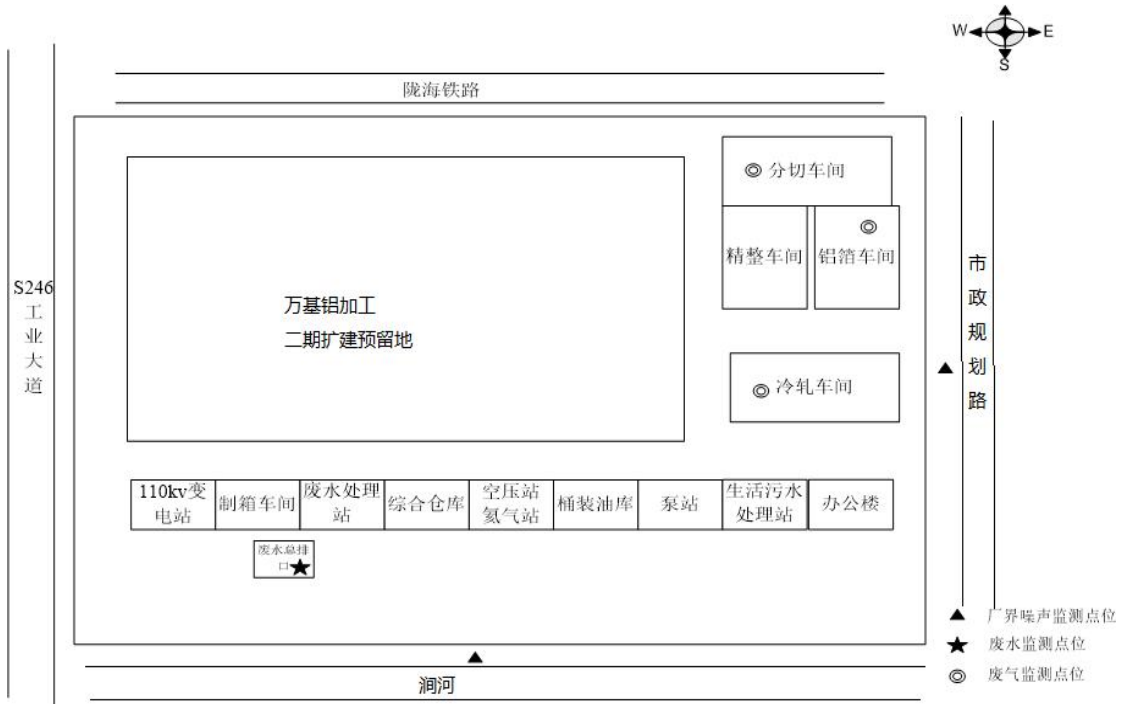 W
E
S
陇海铁路
分切车间
精整车间
铝箔车间
S246
工
业
大
道
万基铝加工
二期扩建预留地
市
政
规
划
路
冷轧车间
110kv变
电站
制箱车间
废水处理
站
综合仓库
空压站
氮气站
桶装油库
泵站
生活污水
处理站
办公楼
废水总排
口
厂界噪声监测点位
废水监测点位
废气监测点位
涧河